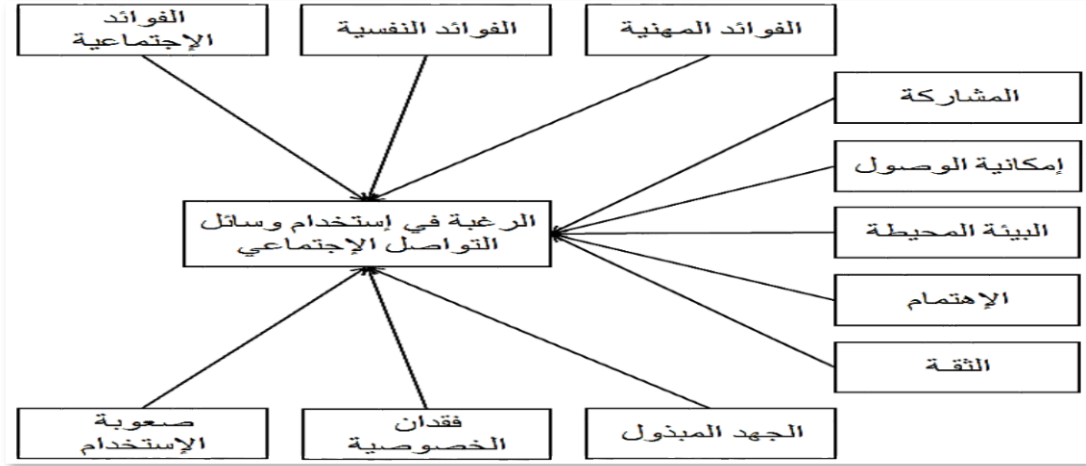 الفوائد
الإجتماعية
الفوائد النفسية
الفوائد المهنية
المشاركة
إمكانية الوصول
البيئة المحيطة
الإهتمام
الثقــة
الرغبة في إستخدام وسائل
التواصل الإجتماعي
صعوبة
الإستخدام
فقدان
الخصوصية
الجهد المبذول